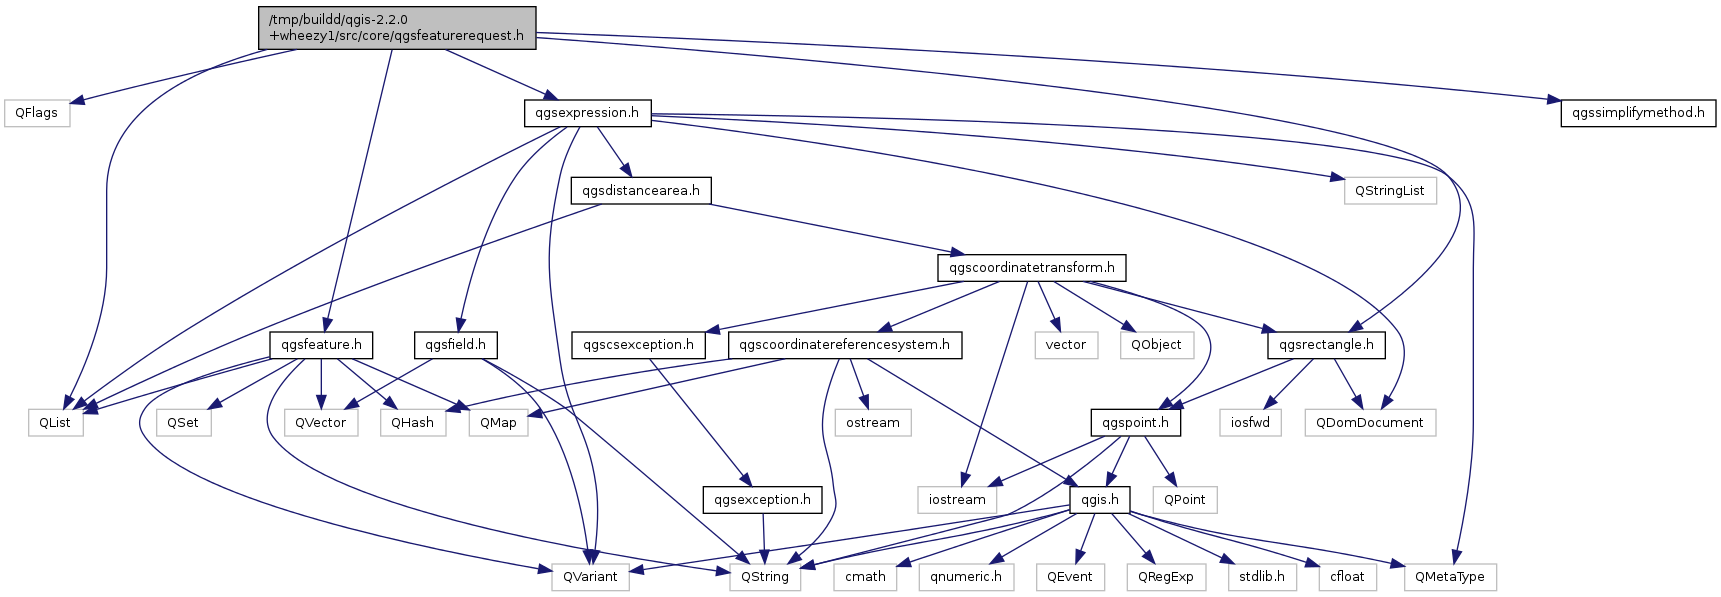 /tmp/buildd/qgis-2.2.0
+wheezy1/src/core/qgsfeaturerequest.h
QFlags
qgsexpression.h
qgssimplifymethod.h
qgsdistancearea.h
QStringList
qgscoordinatetransform.h
qgsfeature.h
qgsfield.h
qgscsexception.h
qgscoordinatereferencesystem.h
vector
QObject
qgsrectangle.h
QList
QSet
QVector
QHash
QMap
ostream
qgspoint.h
iosfwd
QDomDocument
qgsexception.h
iostream
qgis.h
QPoint
QVariant
QString
cmath
qnumeric.h
QEvent
QRegExp
stdlib.h
cfloat
QMetaType